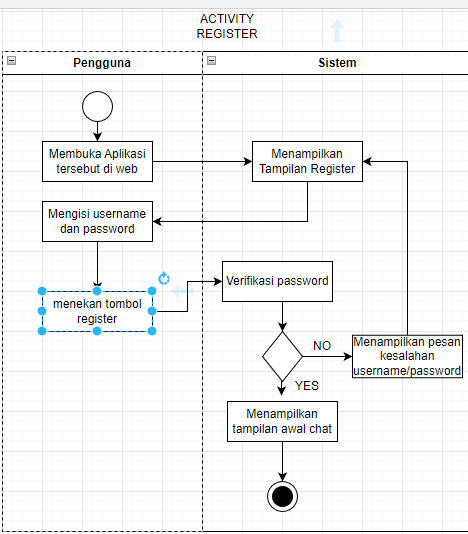 ACTIVITY
REGISTER
Pengguna
Sistem
Membuka Aplikasi
tersebut di web
Menampilkan
Tampilan Register
Mengisi username
dan password
menekan tombol
register
Verifikasi password
NO
Menampilkan pesan
kesalahan
username/password
YES
Menampilkan
tampilan awal chat